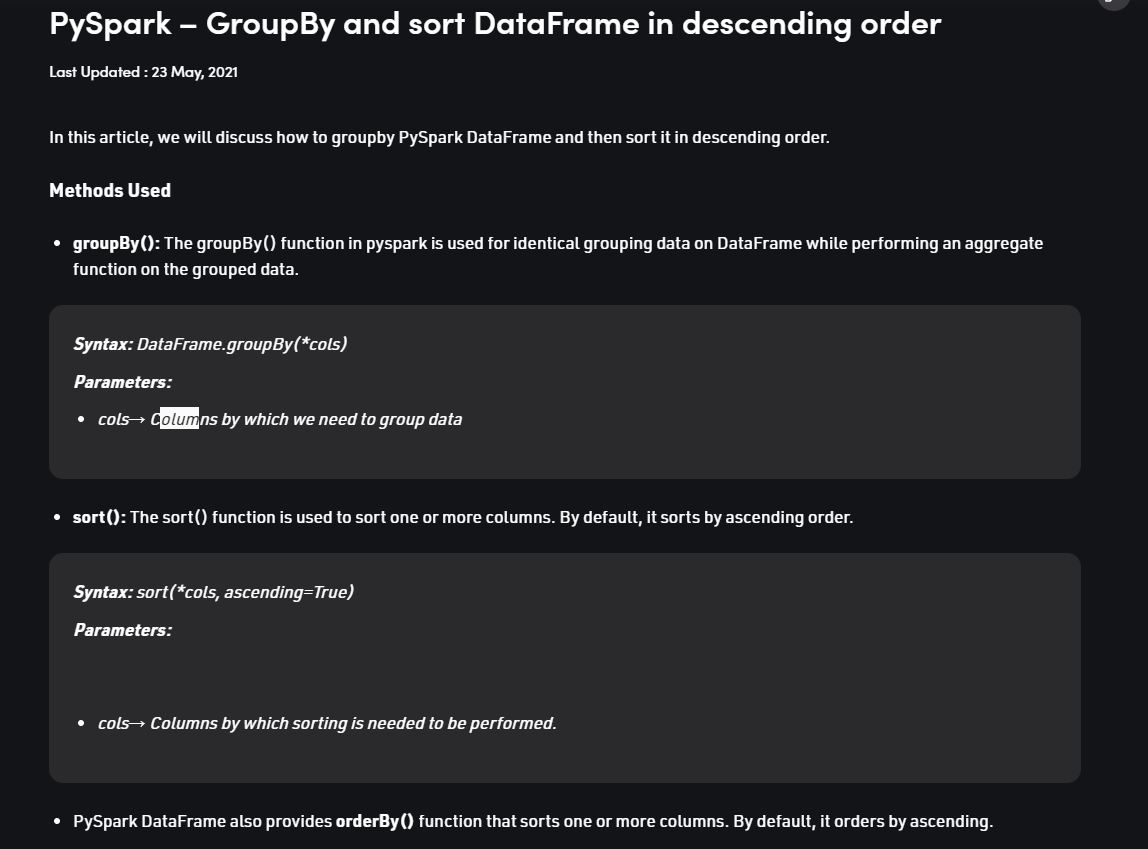 PySpark – GroupBy and sort DataFrame in descending order
Last Updated : 23 May, 2021
In this article, we will discuss how to groupby PySpark DataFrame and then sort it in descending order.
Methods Used
• groupBy(): The groupBy() function in pyspark is used for identical grouping data on DataFrame while performing an aggregate
function on the grouped data.
Syntax: DataFrame.groupBy(*cols)
Parameters:
• cols→ Columns by which we need to group data
• sort(): The sort() function is used to sort one or more columns. By default, it sorts by ascending order.
Syntax: sort(*cols, ascending=True)
Parameters:
• cols→ Columns by which sorting is needed to be performed.
• PySpark DataFrame also provides orderBy() function that sorts one or more columns. By default, it orders by ascending.